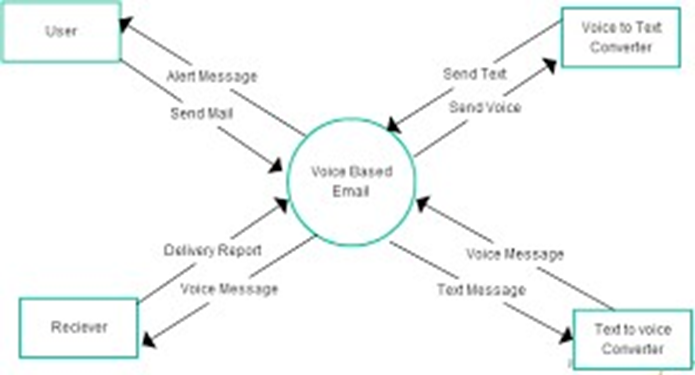 User
Voice to Text
Converter
Alert Message
Send Text
Send Mail
Send Voice
Voice Based
Email
Delivery Report
Voice Message
Voice Message
Text Message
Reciever
Text to voice
Converter